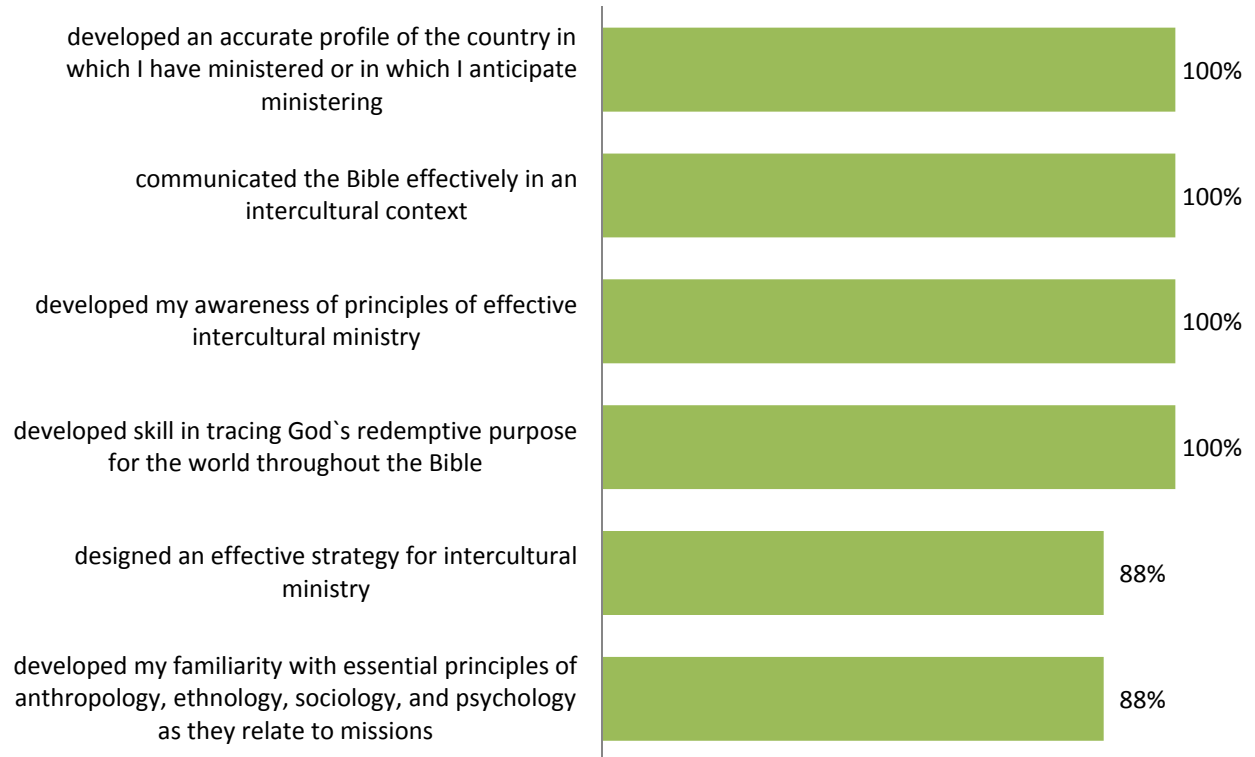 developed an accurate profile of the country in
which I have ministered or in which I anticipate
ministering
100%
communicated the Bible effectively in an
intercultural context
100%
developed my awareness of principles of effective
intercultural ministry
100%
developed skill in tracing God`s redemptive purpose
for the world throughout the Bible
100%
designed an effective strategy for intercultural
ministry
88%
developed my familiarity with essential principles of
anthropology, ethnology, sociology, and psychology
as they relate to missions
88%